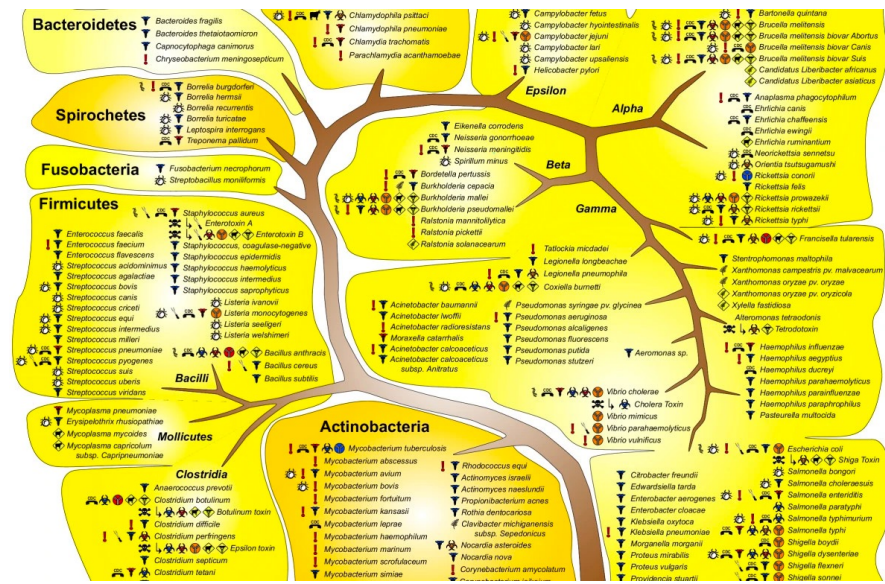 Bacteroidetes
Bacteroides fragilis
Bacteroides thetaiotaomicron
Capnocytophaga canimorus
Chryseobacterium meningosepticum
Chlamydophila psittaci
Chlamydophila pneumoniae
Chlamydia trachomatis
Parachlamydia acanthamoebae
Campylobacter fetus
Campylobacter hyointestinalis
Campylobacter jejuni
Campylobacter lari
Campylobacter upsaliensis
Helicobacter pylori
Epsilon
Bartonella quintana
Brucella melitensis
Brucella melitensis biovar Abortus
Brucella melitensis biovar Canis
Brucella melitensis biovar Suis
Candidatus Liberibacter africanus
Candidatus Liberibacter asiaticus
Alpha
Anaplasma phagocytophilum
Ehrlichia canis
Ehrlichia chaffeensis
Ehrlichia ewingii
Ehrlichia ruminantium
Neorickettsia sennetsu
Orientia tsutsugamushi
Rickettsia conorii
Rickettsia felis
Rickettsia prowazekii
Rickettsia rickettsii
Rickettsia typhi
Spirochetes
Borrelia burgdorferi
Borrelia hermsii
Borrelia recurrentis
Borrelia turicatae
Leptospira interrogans
Treponema pallidum
Fusobacteria
Fusobacterium necrophorum
Streptobacillus moniliformis
Eikenella corrodens
Neisseria gonorrhoeae
Neisseria meningitidis
Spirillum minus
Beta
Bordetella pertussis
Burkholderia cepacia
Burkholderia mallei
Burkholderia pseudomallei
Ralstonia mannitolilytica
Ralstonia pickettii
Ralstonia solanacearum
Gamma
Firmicutes
Enterococcus faecalis
Enterococcus faecium
Enterococcus flavescens
Streptococcus acidominimus
Streptococcus agalactiae
Streptococcus bovis
Streptococcus canis
Streptococcus criceti
Streptococcus equi
Streptococcus intermedius
Streptococcus milleri
Streptococcus pneumoniae
Streptococcus pyogenes
Streptococcus suis
Streptococcus uberis
Streptococcus viridans
Staphylococcus aureus
Enterotoxin A
Enterotoxin B
Staphylococcus, coagulase-negative
Staphylococcus epidermidis
Staphylococcus haemolyticus
Staphylococcus intermedius
Staphylococcus saprophyticus
Listeria ivanovii
Listeria monocytogenes
Listeria seeligeri
Listeria welshimeri
Bacillus anthracis
Bacillus cereus
Bacillus subtilis
Bacilli
Tatlockia micdadei
Legionella longbeachae
Legionella pneumophila
Coxiella burnetti
Acinetobacter baumannii
Acinetobacter lwoffii
Acinetobacter radioresistans
Moraxella catarrhalis
Acinetobacter calcoaceticus
Acinetobacter calcoaceticus
subsp. Anitratus
Pseudomonas syringae pv. glycinea
Pseudomonas aeruginosa
Pseudomonas alcaligenes
Pseudomonas fluorescens
Pseudomonas putida
Pseudomonas stutzeri
Aeromonas sp.
Vibrio cholerae
Cholera Toxin
Vibrio mimicus
Vibrio parahaemolyticus
Vibrio vulnificus
Francisella tularensis
Stentrophomonas maltophila
Xanthomonas campestris pv. malvacearum
Xanthomonas oryzae pv. oryzae
Xanthomonas oryzae pv. oryzicola
Xylella fastidiosa
Alteromonas tetraodonis
Tetrodotoxin
Haemophilus influenzae
Haemophilus aegyptius
Haemophilus ducreyi
Haemophilus parahaemolyticus
Haemophilus parainfluenzae
Haemophilus paraphrophilus
Pasteurella multocida
Mycoplasma pneumoniae
Erysipelothrix rhusiopathiae
Mycoplasma mycoides
Mycoplasma capricolum
subsp. Capripneumoniae
Mollicutes
Clostridia
Anaerococcus prevotii
Clostridium botulinum
Botulinum toxin
Clostridium difficile
Clostridium perfringens
Epsilon toxin
Clostridium septicum
Clostridium tetani
Actinobacteria
Mycobacterium tuberculosis
Mycobacterium abscessus
Mycobacterium avium
Mycobacterium bovis
Mycobacterium fortuitum
Mycobacterium kansasii
Mycobacterium leprae
Mycobacterium haemophilum
Mycobacterium marinum
Mycobacterium scrofulaceum
Mycobacterium simiae
Rhodococcus equi
Actinomyces israelli
Actinomyces naeslundii
Propionibacterium acnes
Rothia dentocariosa
Clavibacter michiganensis
subsp. Sepedonicus
Nocardia asteroides
Nocardia nova
Corynebacterium amycolatum
Citrobacter freundii
Edwardsiella tarda
Enterobacter aerogenes
Enterobacter cloacae
Klebsiella oxytoca
Klebsiella pneumoniae
Morganella morganii
Proteus mirabilis
Proteus vulgaris
Providencia stuartii
Escherichia coli
Shiga Toxin
Salmonella bongori
Salmonella choleraesuis
Salmonella enteritidis
Salmonella paratyphi
Salmonella typhimurium
Salmonella typhi
Shigella boydii
Shigella dysenteriae
Shigella flexneri
Shigella sonnei